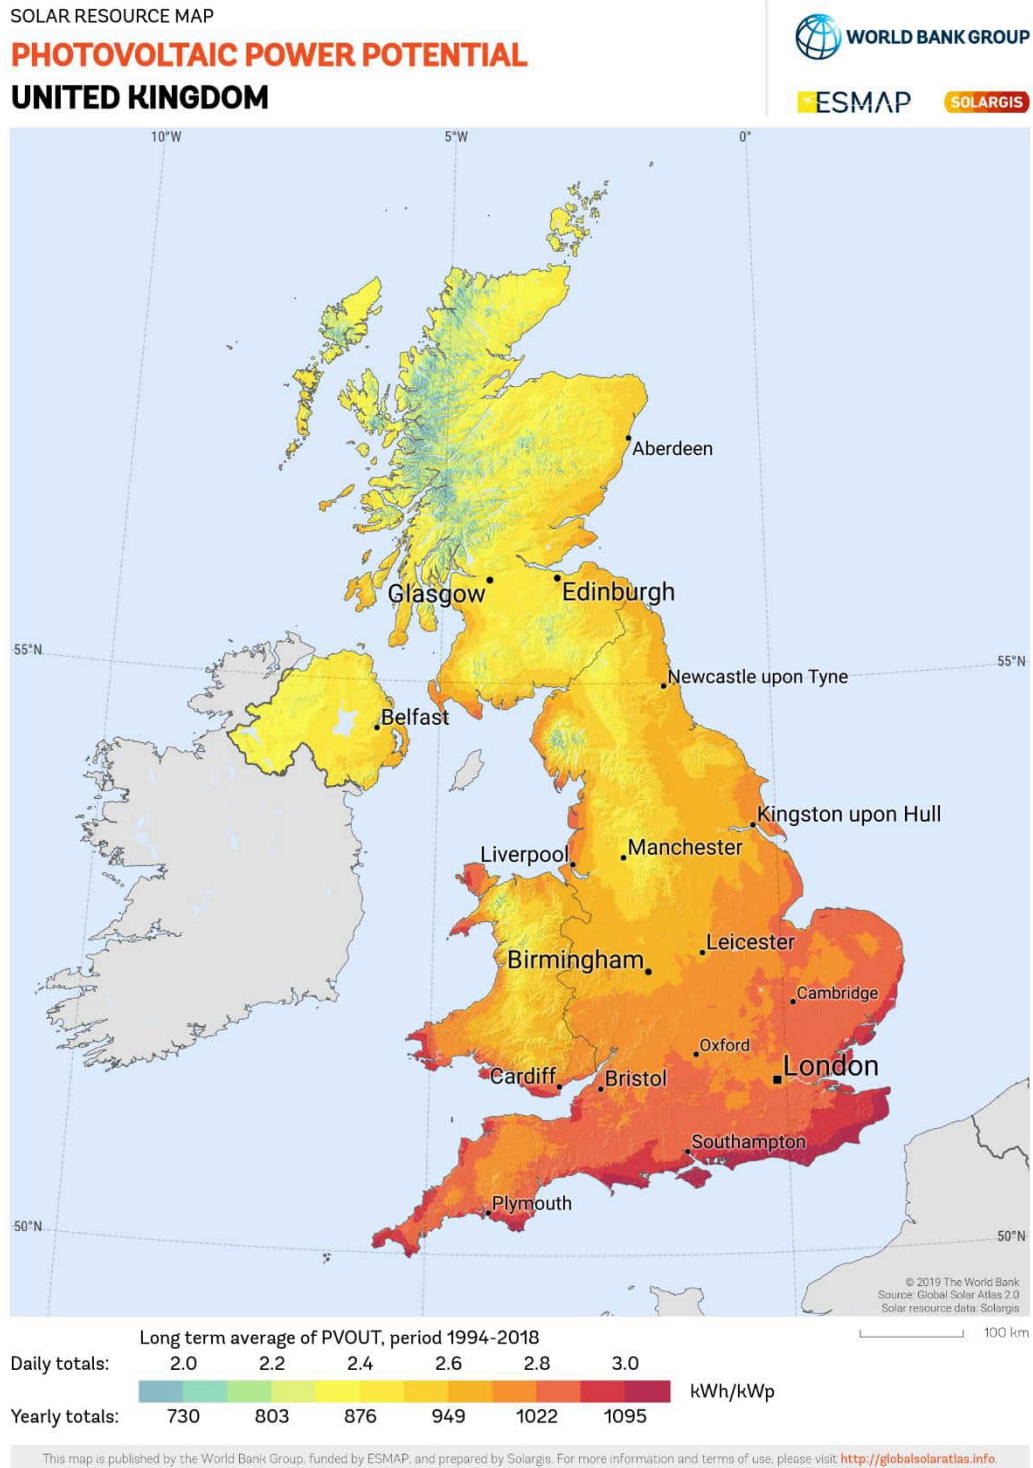 SOLAR RESOURCE MAP
PHOTOVOLTAIC POWER POTENTIAL
UNITED KINGDOM
WORLD BANK GROUP
ESMAP
SOLARGIS
10°W
5°W
0°
Aberdeen
Glasgow
Edinburgh
55°N
55°N
Newcastle upon Tyne
Belfast
Kingston upon Hull
Manchester
Liverpool
Leicester
Birmingham
Cambridge
Oxford
London
Cardiff
Bristol
Southampton
Plymouth
50°N
50°N
© 2019 The World Bank
Source: Global Solar Atlas 2.0
Solar resource data: Solargis
100 km
Long term average of PVOUT, period 1994-2018
Daily totals: 2.0 2.2 2.4 2.6 2.8 3.0
kWh/kWp
Yearly totals: 730 803 876 949 1022 1095
This map is published by the World Bank Group, funded by ESMAP, and prepared by Solargis. For more information and terms of use, please visit http://globalsolaratlas.info.